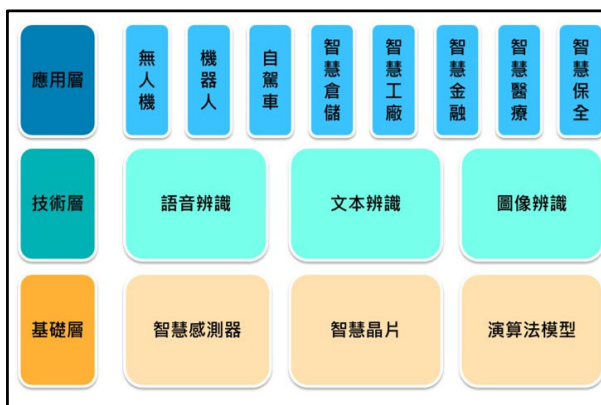 應用層
無人機
機器人
自駕車
智慧倉儲
智慧工廠
智慧金融
智慧醫療
智慧保全
技術層
語音辨識
文本辨識
圖像辨識
基礎層
智慧感測器
智慧晶片
演算法模型